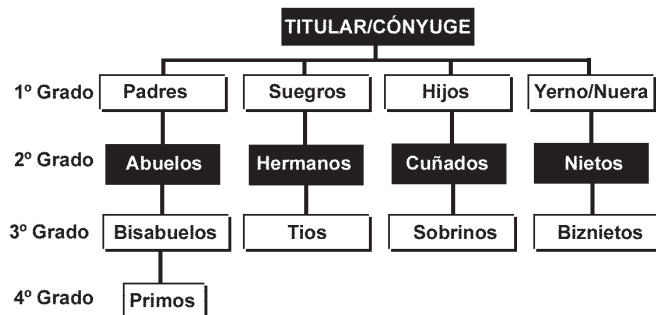 TITULAR/CÓNYUGE
1º Grado Padres Suegros Hijos Yerno/Nuera
2º Grado Abuelos Hermanos Cuñados Nietos
3º Grado Bisabuelos Tios Sobrinos Biznietos
4º Grado Primos